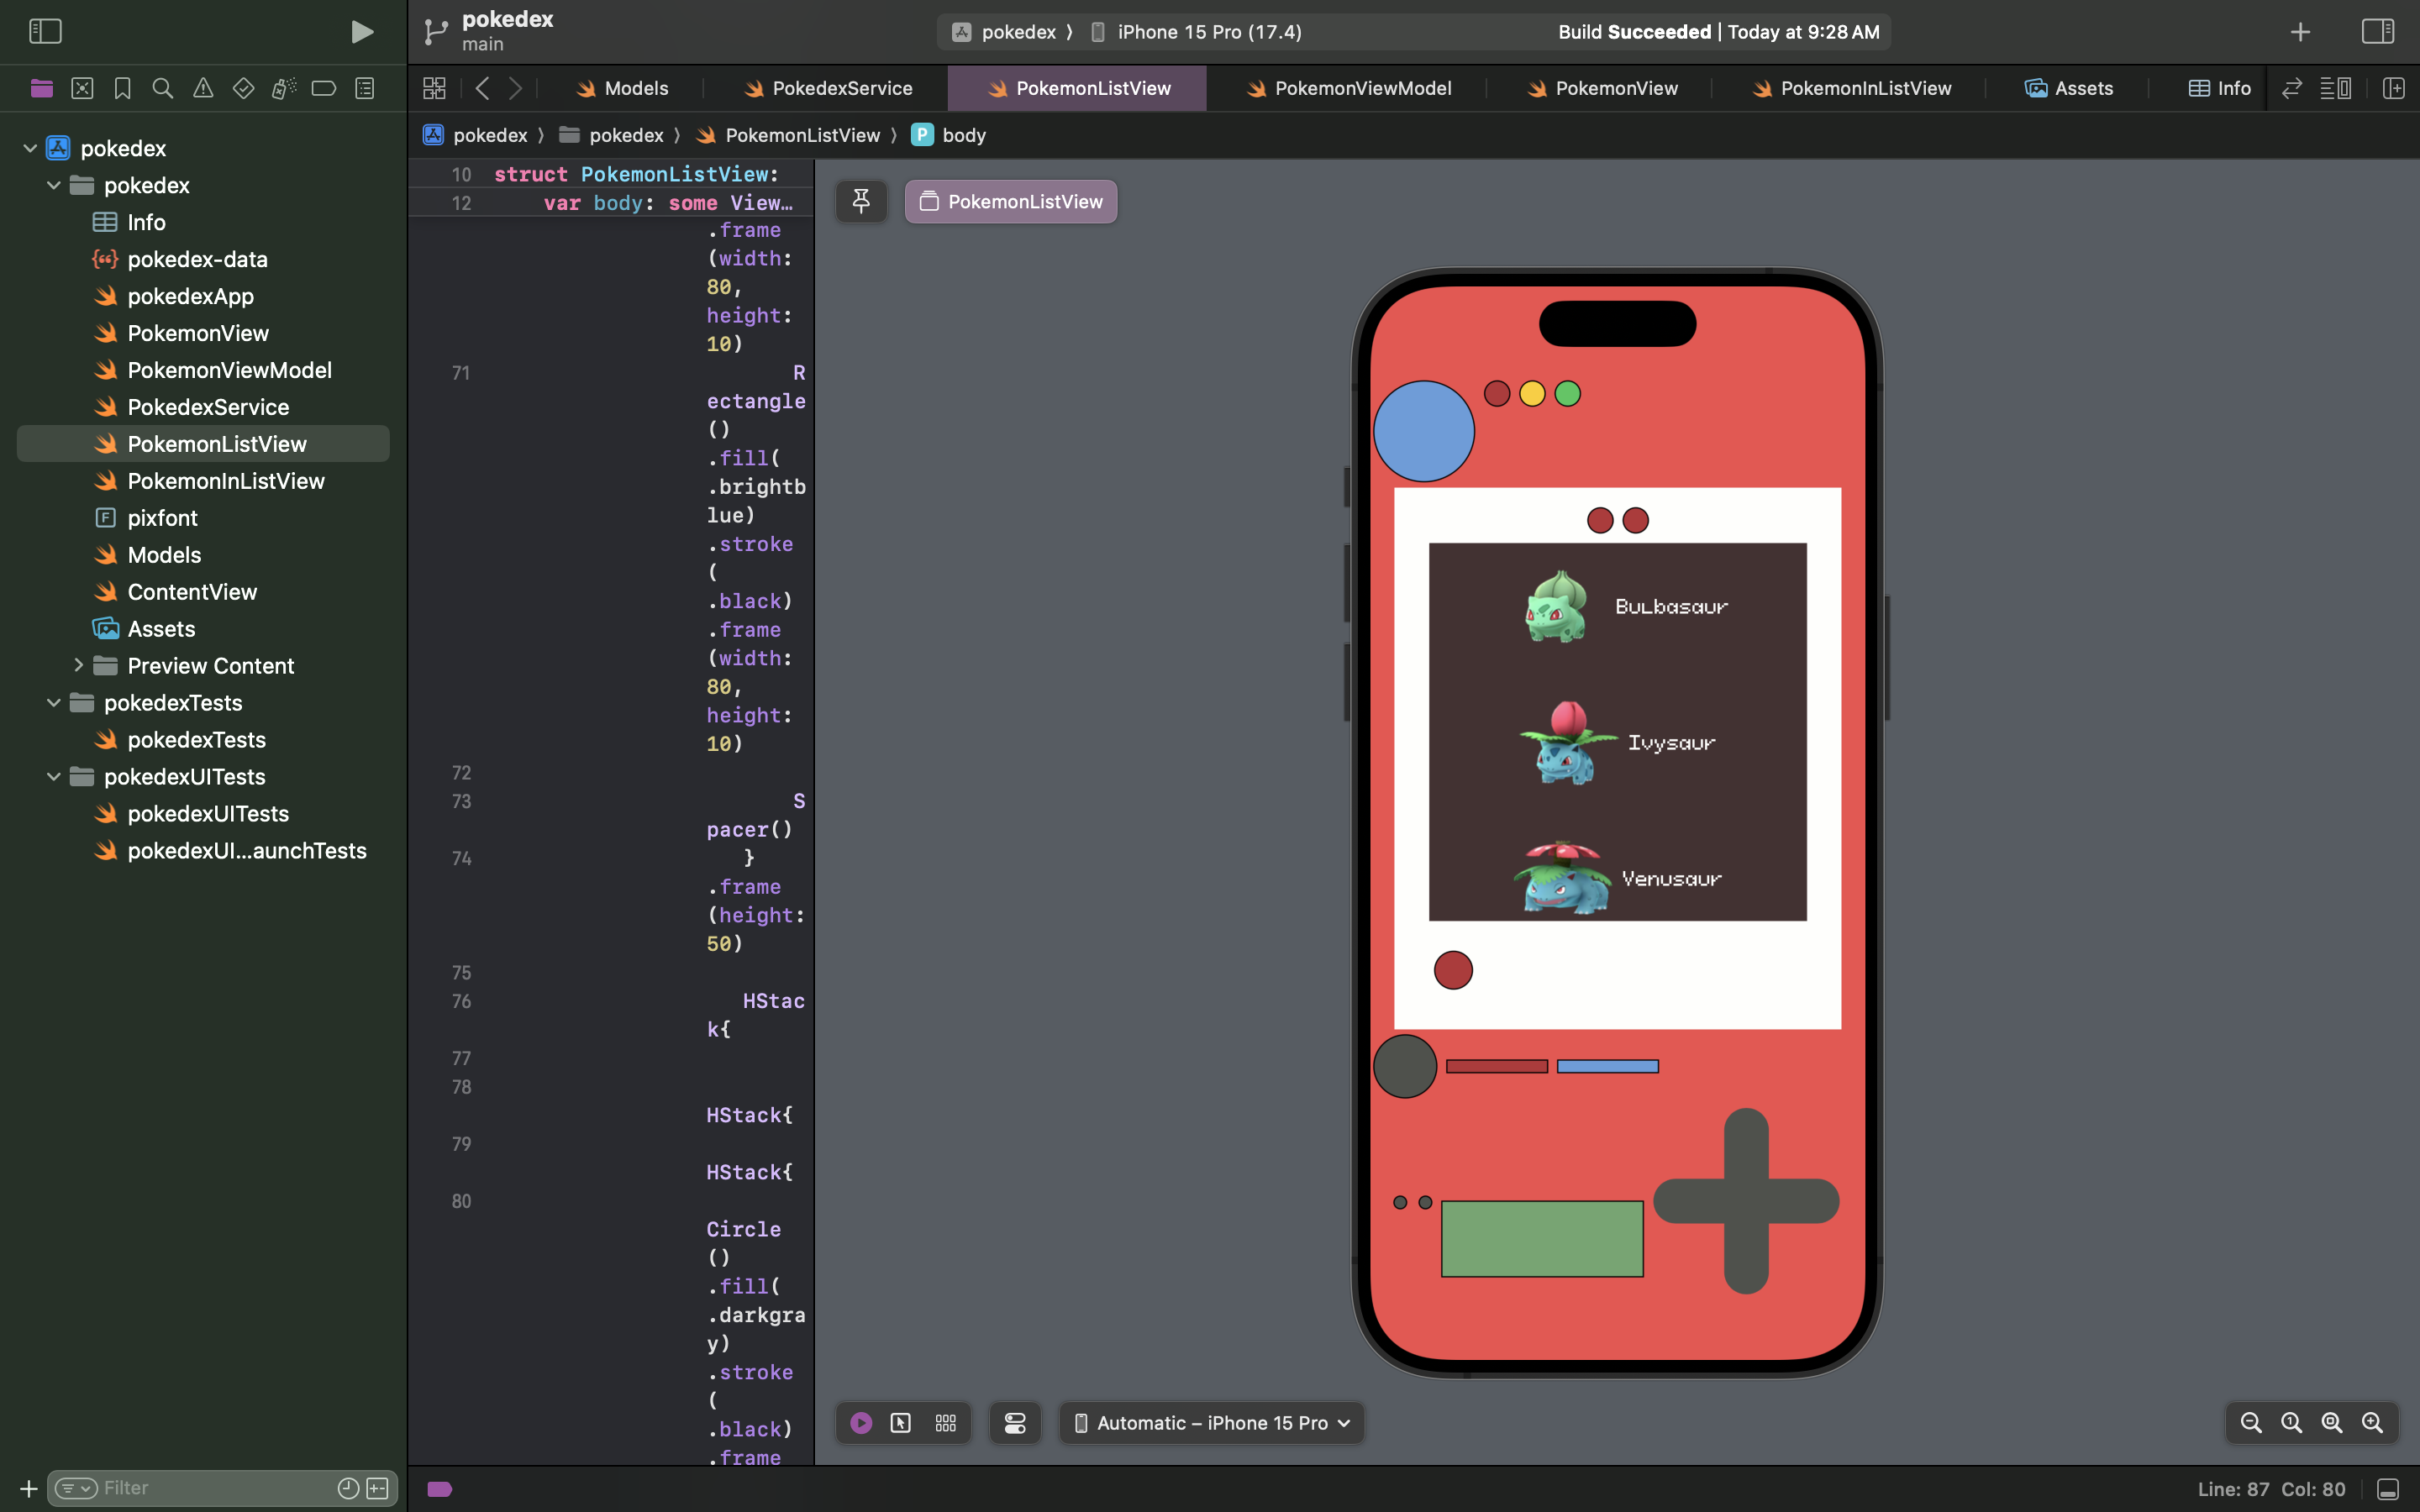 pokedex
main
pokedex ⟩ iPhone 15 Pro (17.4)
Build Succeeded | Today at 9:28 AM
Models
PokedexService
PokemonListView
PokemonViewModel
PokemonView
PokemonInListView
Assets
Info
pokedex ⟩ pokedex ⟩ PokemonListView ⟩ P body
pokedex
pokedex
Info
pokedex-data
pokedexApp
PokemonView
PokemonViewModel
PokedexService
PokemonListView
PokemonInListView
F pixfont
Models
ContentView
Assets
Preview Content
pokedexTests
pokedexTests
pokedexUITests
pokedexUITests
pokedexUI...aunchTests
Filter
10 struct PokemonListView:
12 var body: some View…
.frame
(width:
80,
height:
10)
71 R
ectangle
()
.fill(
.brightb
lue)
.stroke
(
.black)
.frame
(width:
80,
height:
10)
72
73 S
pacer()
74 }
.frame
(height:
50)
75
76 HStac
k{
77
78
HStack{
79
HStack{
80
Circle
()
.fill(
.darkgra
y)
.stroke
(
.black)
.frame
PokemonListView
Bulbasaur
Ivysaur
Venusaur
Automatic – iPhone 15 Pro
1
Line: 87 Col: 80